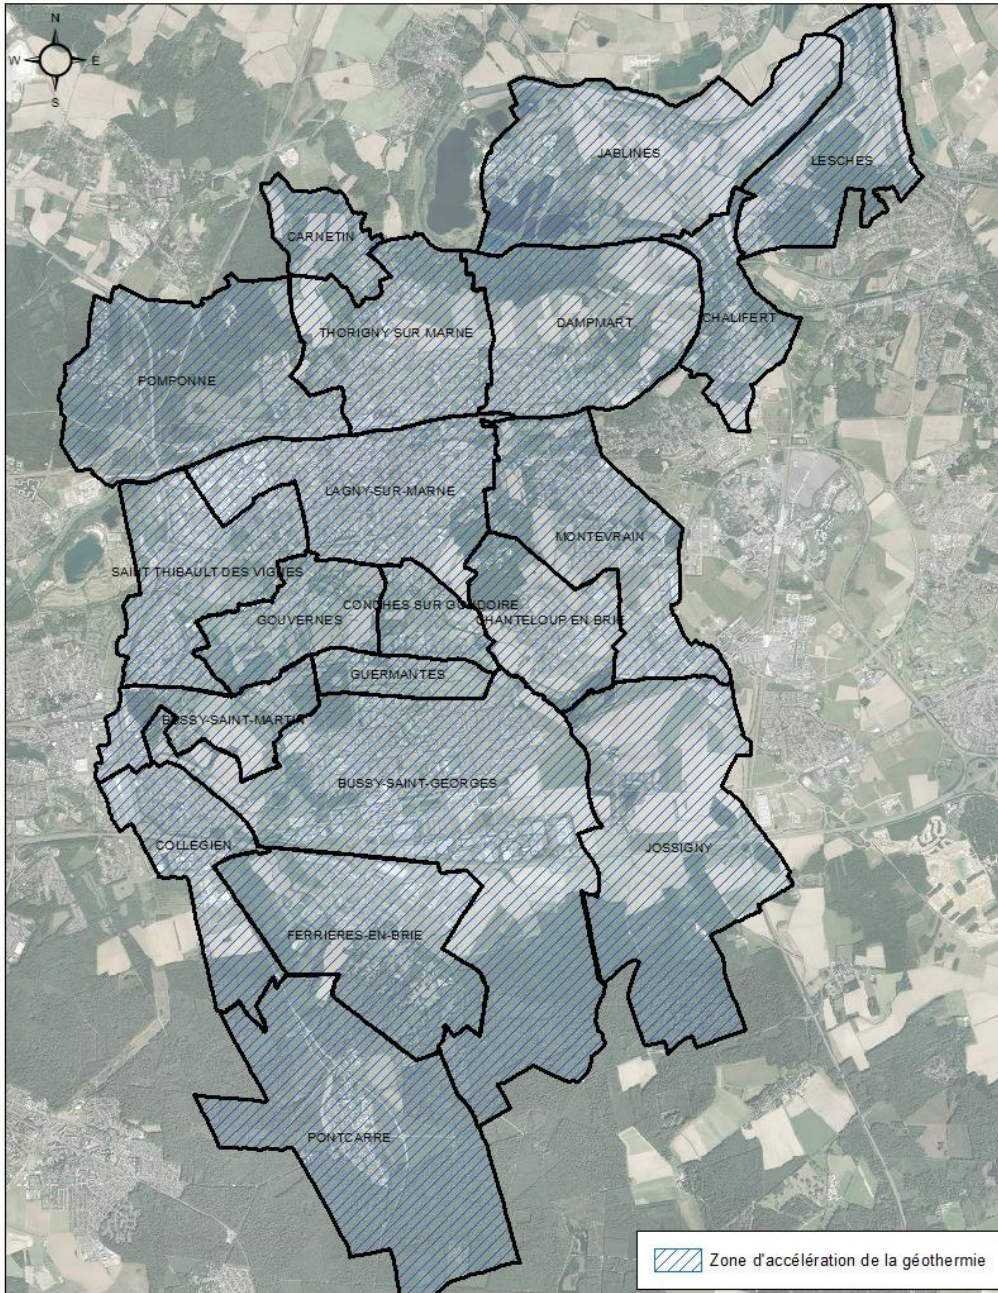 N
W E
S
JABLINES
LESCHES
CARNETIN
CHALIFERT
DAMPMART
THORIGNY SUR MARNE
POMPONNE
LAGNY-SUR-MARNE
MONTEVRAIN
SAINT THIBAULT DES VIGNES
CONCHES SUR GONDOIRE
GOUVERNES
CHANTELOUP EN BRIE
GUERMANTES
BUSSY-SAINT-MARTIN
BUSSY-SAINT-GEORGES
COLLEGIEN
JOSSIGNY
FERRIERES-EN-BRIE
PONTCARRE
Zone d'accélération de la géothermie